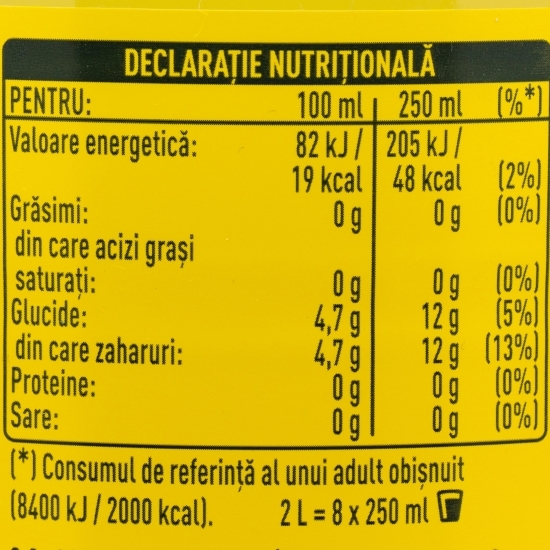 DECLARAȚIE NUTRIȚIONALĂ
PENTRU: 100 ml 250 ml (%*)
Valoare energetică: 82 kJ / 205 kJ /
19 kcal 48 kcal (2%)
Grăsimi: 0 g 0 g (0%)
din care acizi grași
saturați: 0 g 0 g (0%)
Glucide: 4,7 g 12 g (5%)
din care zaharuri: 4,7 g 12 g (13%)
Proteine: 0 g 0 g (0%)
Sare: 0 g 0 g (0%)
(*) Consumul de referință al unui adult obișnuit
(8400 kJ / 2000 kcal). 2 L = 8 x 250 ml